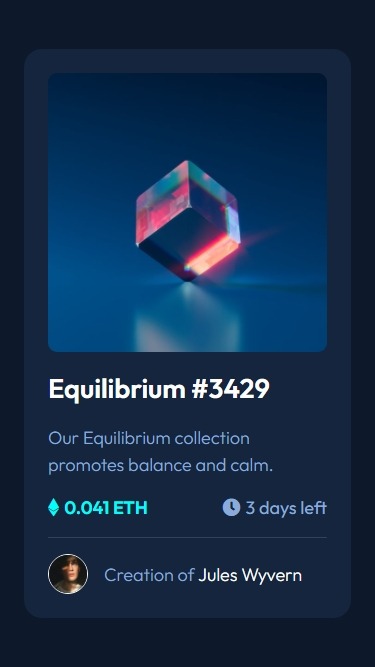 Equilibrium #3429
Our Equilibrium collection
promotes balance and calm.
0.041 ETH 3 days left
Creation of Jules Wyvern